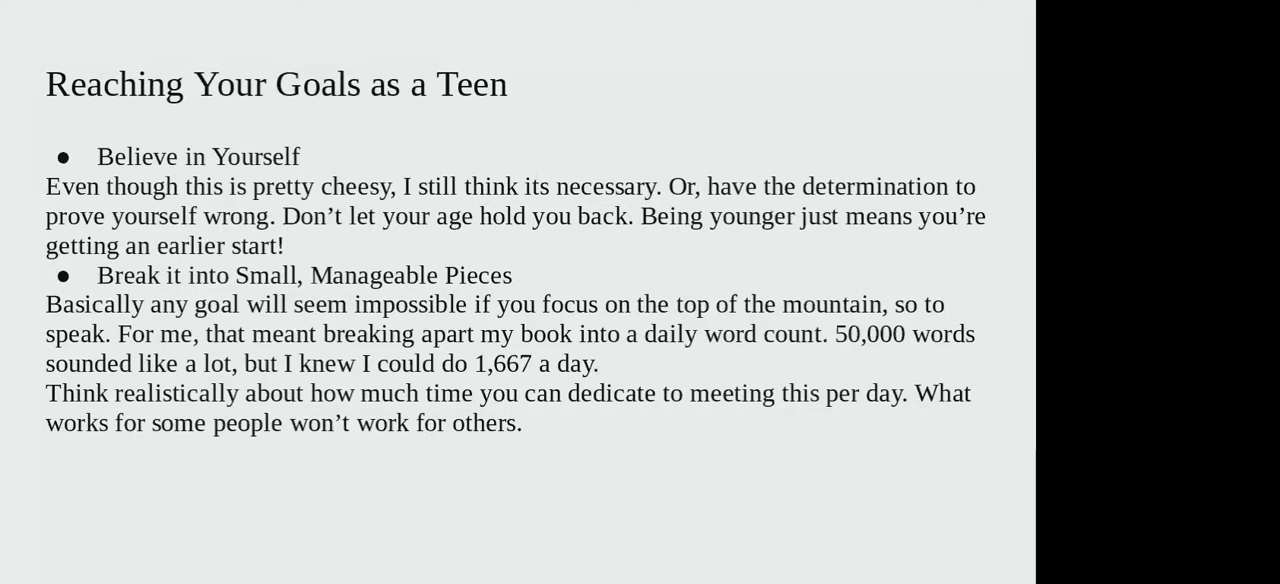 Reaching Your Goals as a Teen
● Believe in Yourself
Even though this is pretty cheesy, I still think its necessary. Or, have the determination to
prove yourself wrong. Don’t let your age hold you back. Being younger just means you’re
getting an earlier start!
● Break it into Small, Manageable Pieces
Basically any goal will seem impossible if you focus on the top of the mountain, so to
speak. For me, that meant breaking apart my book into a daily word count. 50,000 words
sounded like a lot, but I knew I could do 1,667 a day.
Think realistically about how much time you can dedicate to meeting this per day. What
works for some people won’t work for others.